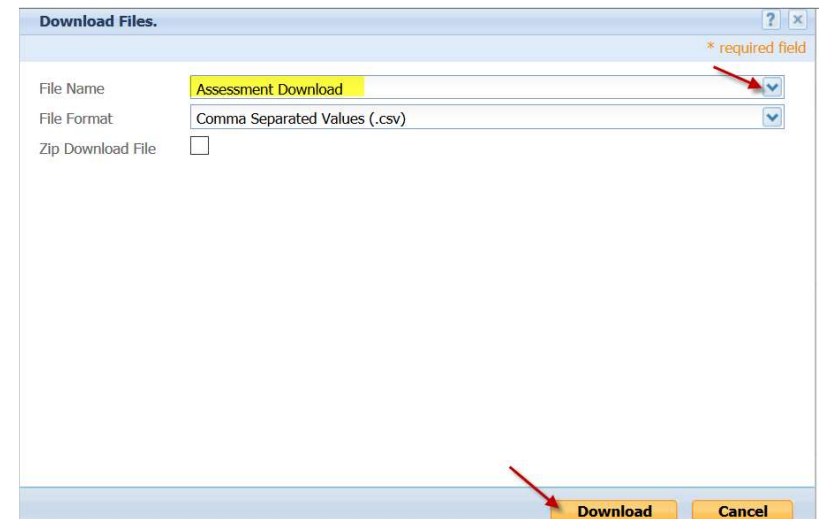 Download Files. ? ×
* required field
File Name Assessment Download
File Format Comma Separated Values (.csv)
Zip Download File
Download Cancel